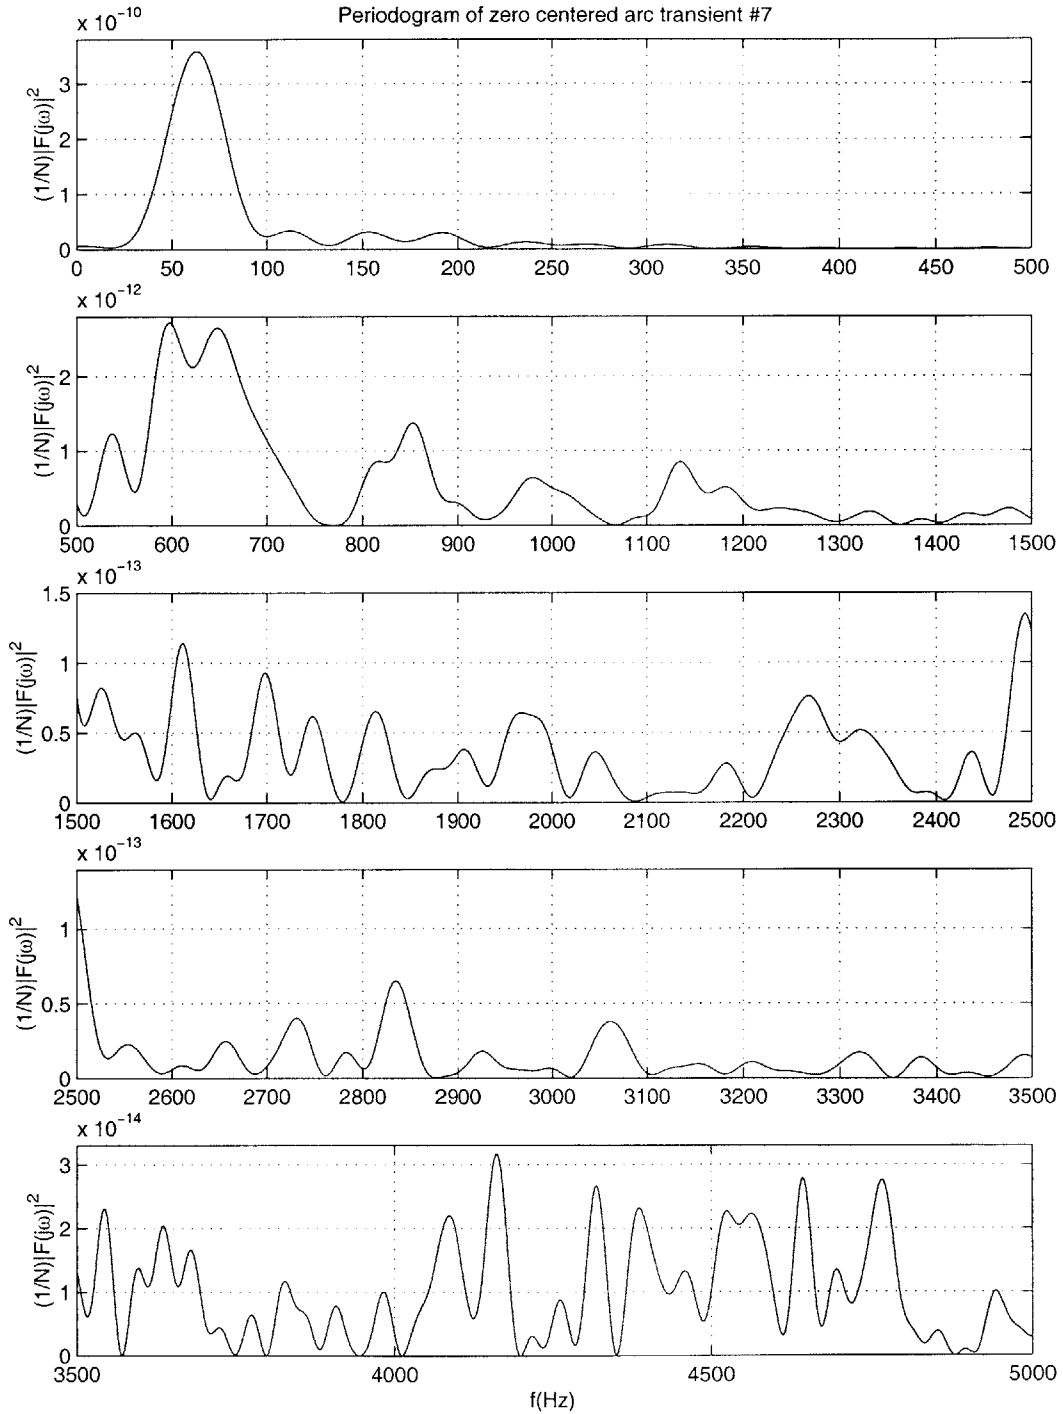 Periodogram of zero centered arc transient #7
x 10^-10
(1/N)|F(jω)|^2
3
2
1
0
0 50 100 150 200 250 300 350 400 450 500
x 10^-12
(1/N)|F(jω)|^2
2
1
0
500 600 700 800 900 1000 1100 1200 1300 1400 1500
x 10^-13
(1/N)|F(jω)|^2
1.5
1
0.5
0
1500 1600 1700 1800 1900 2000 2100 2200 2300 2400 2500
x 10^-13
(1/N)|F(jω)|^2
1
0.5
0
2500 2600 2700 2800 2900 3000 3100 3200 3300 3400 3500
x 10^-14
(1/N)|F(jω)|^2
3
2
1
0
3500 4000 4500 5000
f(Hz)